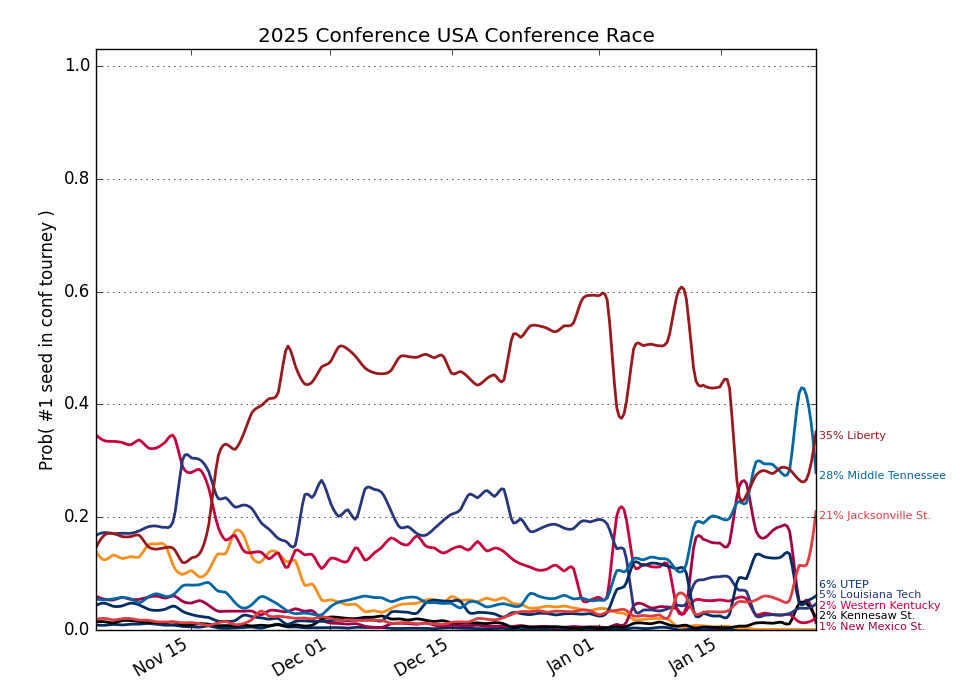 2025 Conference USA Conference Race
Prob( #1 seed in conf tourney )
1.0
0.8
0.6
0.4
0.2
0.0
Nov 15
Dec 01
Dec 15
Jan 01
Jan 15
35% Liberty
28% Middle Tennessee
21% Jacksonville St.
6% UTEP
5% Louisiana Tech
2% Western Kentucky
2% Kennesaw St.
1% New Mexico St.